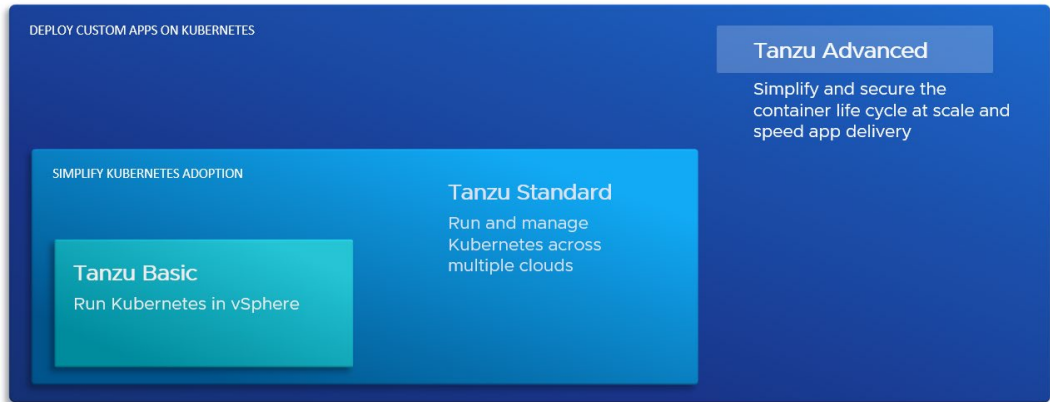 DEPLOY CUSTOM APPS ON KUBERNETES
Tanzu Advanced
Simplify and secure the
container life cycle at scale and
speed app delivery
SIMPLIFY KUBERNETES ADOPTION
Tanzu Standard
Run and manage
Kubernetes across
multiple clouds
Tanzu Basic
Run Kubernetes in vSphere